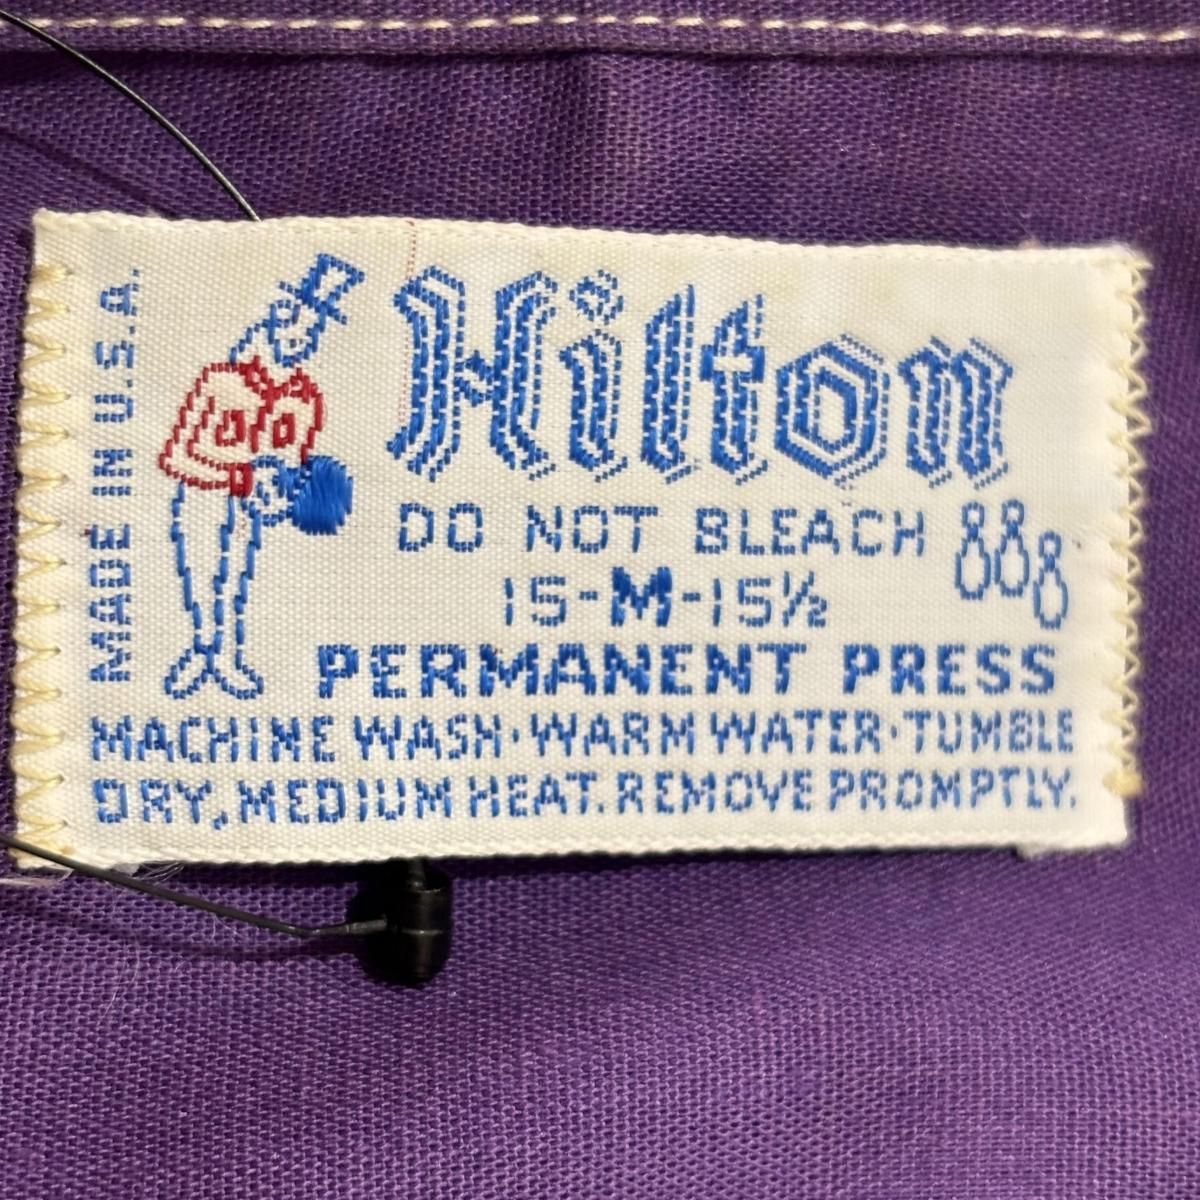 MADE IN U.S.A.
Hilton
DO NOT BLEACH
15-M-15½
PERMANENT PRESS
MACHINE WASH·WARM WATER·TUMBLE
DRY, MEDIUM HEAT. REMOVE PROMPTLY.